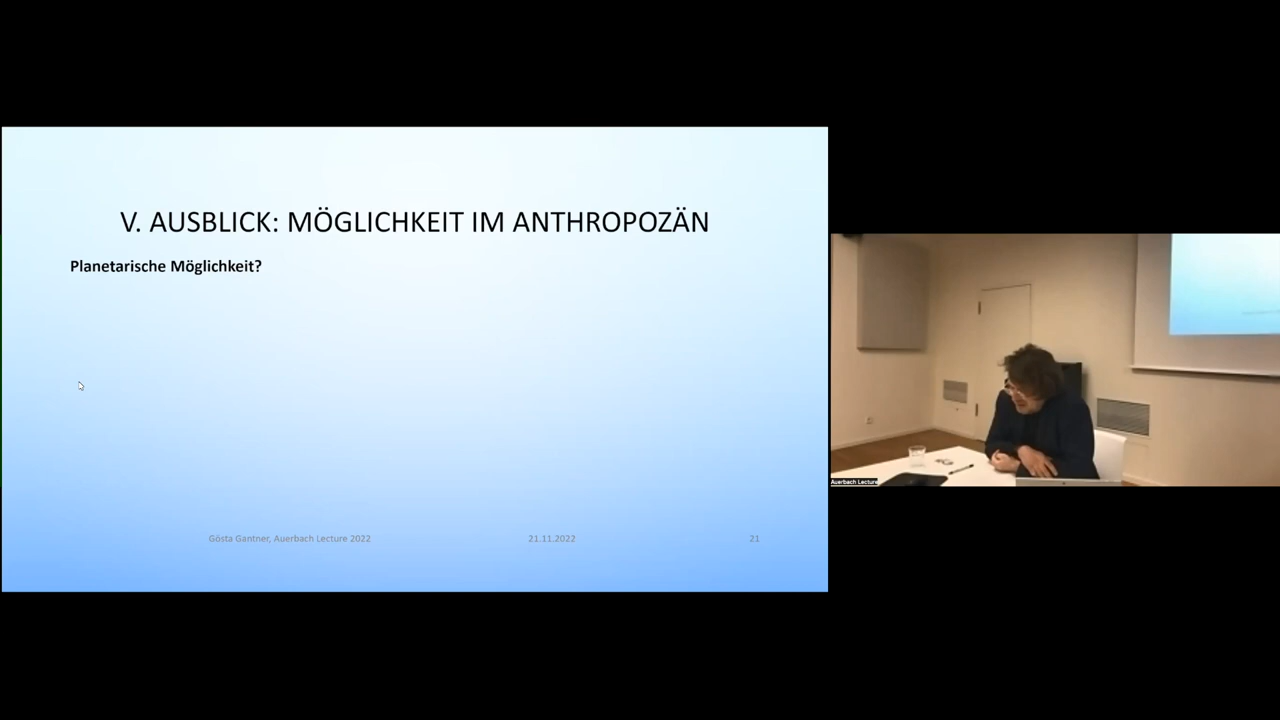 V. AUSBLICK: MÖGLICHKEIT IM ANTHROPOZÄN
Planetarische Möglichkeit?
Gösta Gantner, Auerbach Lecture 2022
21.11.2022
21
Auerbach Lecture